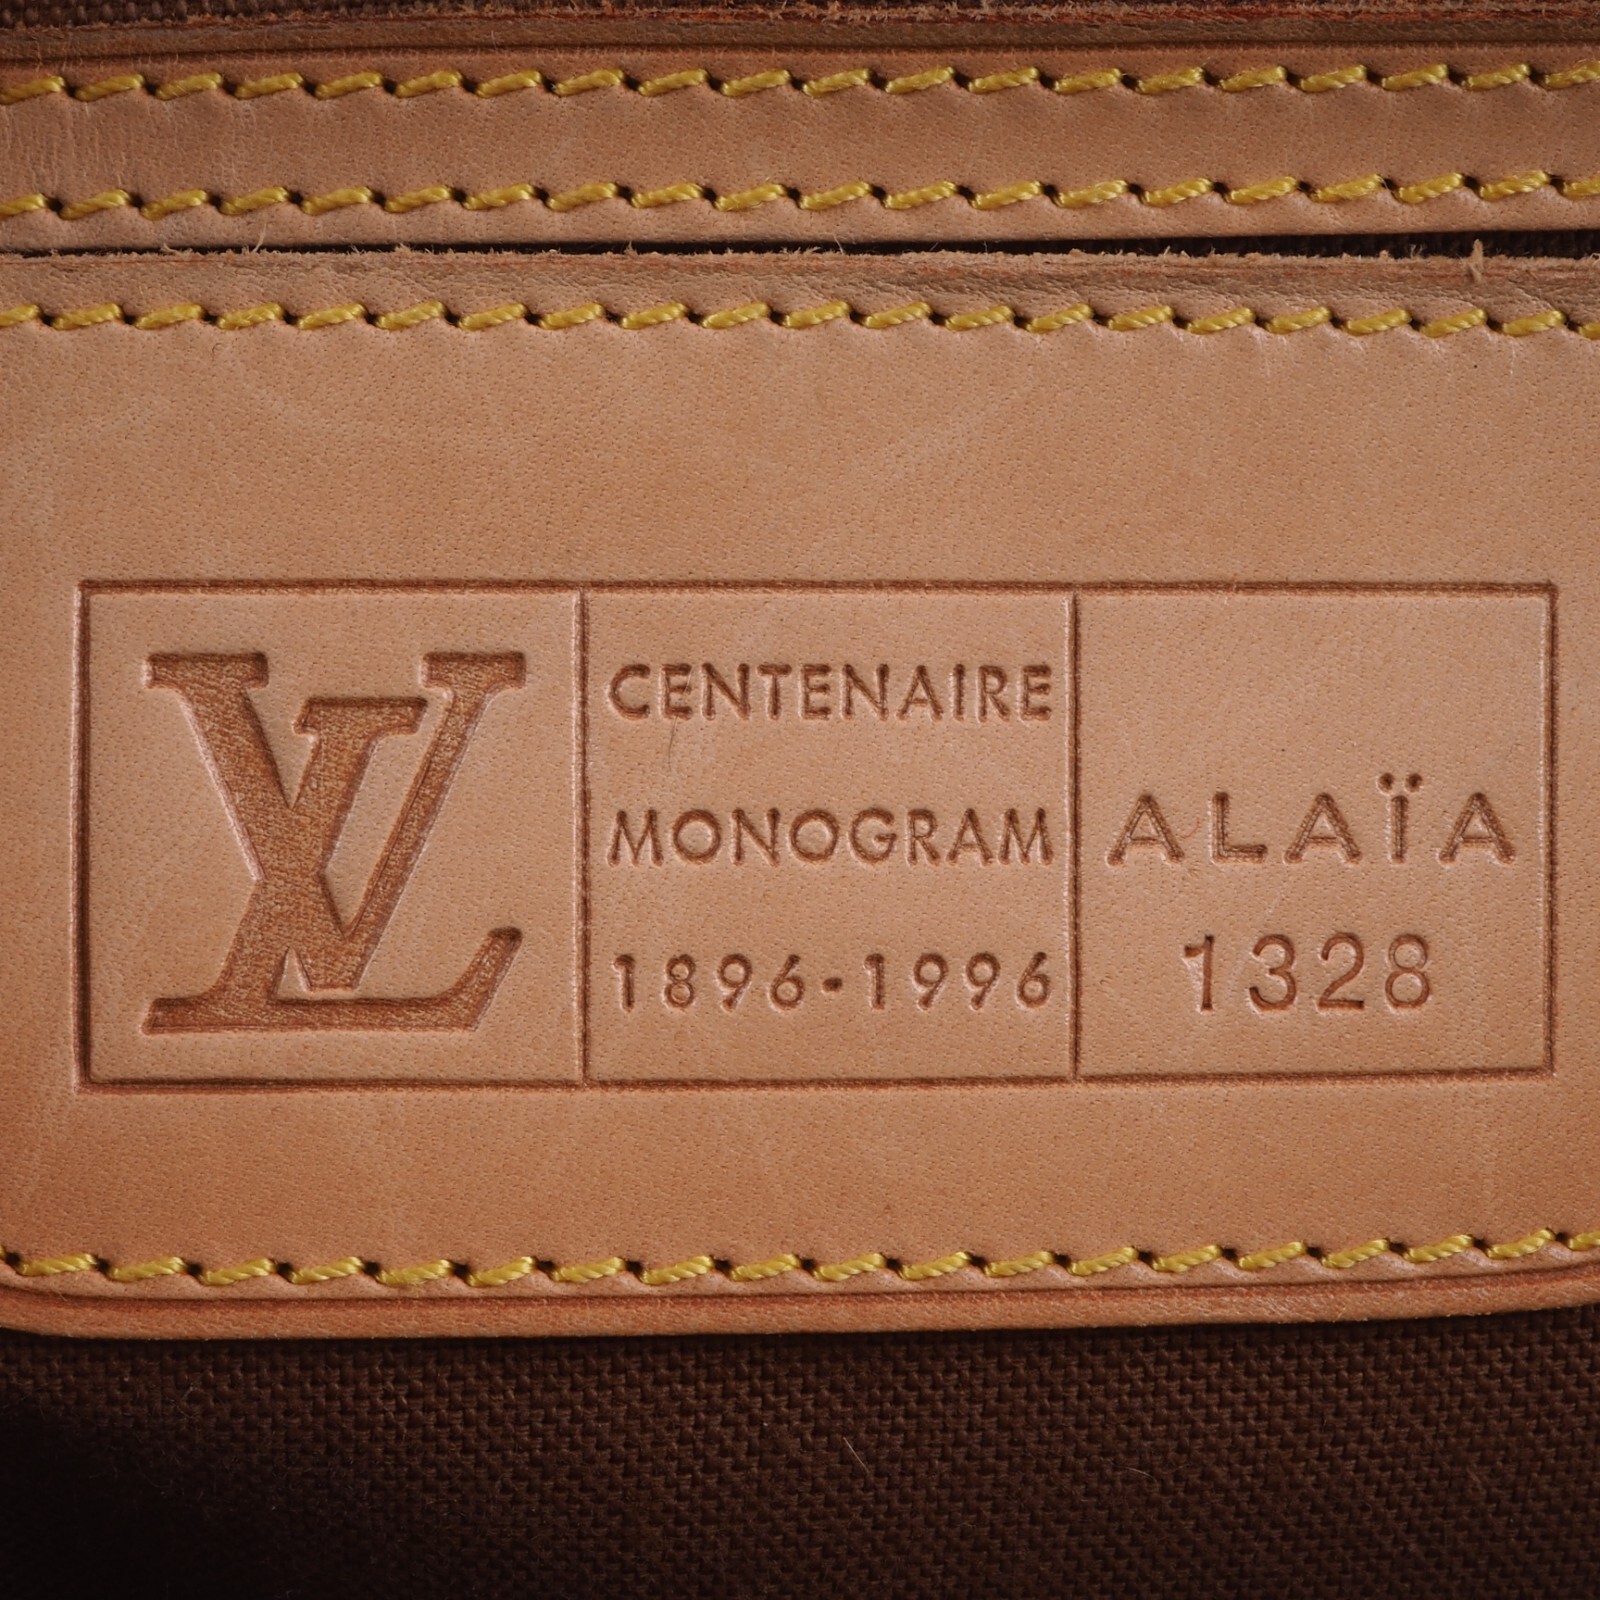 LV
CENTENAIRE
MONOGRAM
1896-1996
ALAÏA
1328